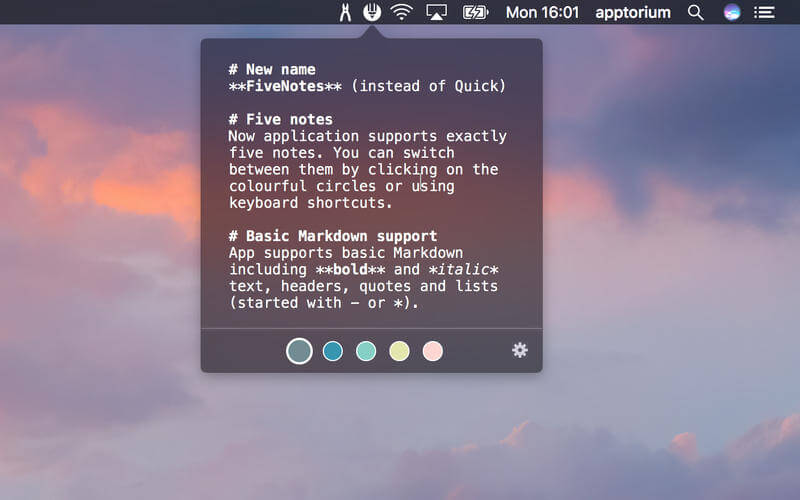 Mon 16:01 apptorium
# New name
**FiveNotes** (instead of Quick)
# Five notes
Now application supports exactly
five notes. You can switch
between them by clicking on the
colourful circles or using
keyboard shortcuts.
# Basic Markdown support
App supports basic Markdown
including **bold** and *italic*
text, headers, quotes and lists
(started with - or *).